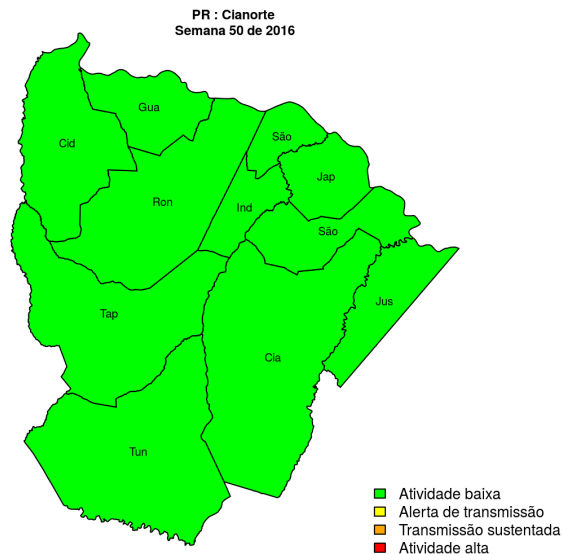 PR : Cianorte
Semana 50 de 2016
Gua
São
Cid
Jap
Ron
Ind
São
Jus
Tap
Cia
Tun
Atividade baixa
Alerta de transmissão
Transmissão sustentada
Atividade alta